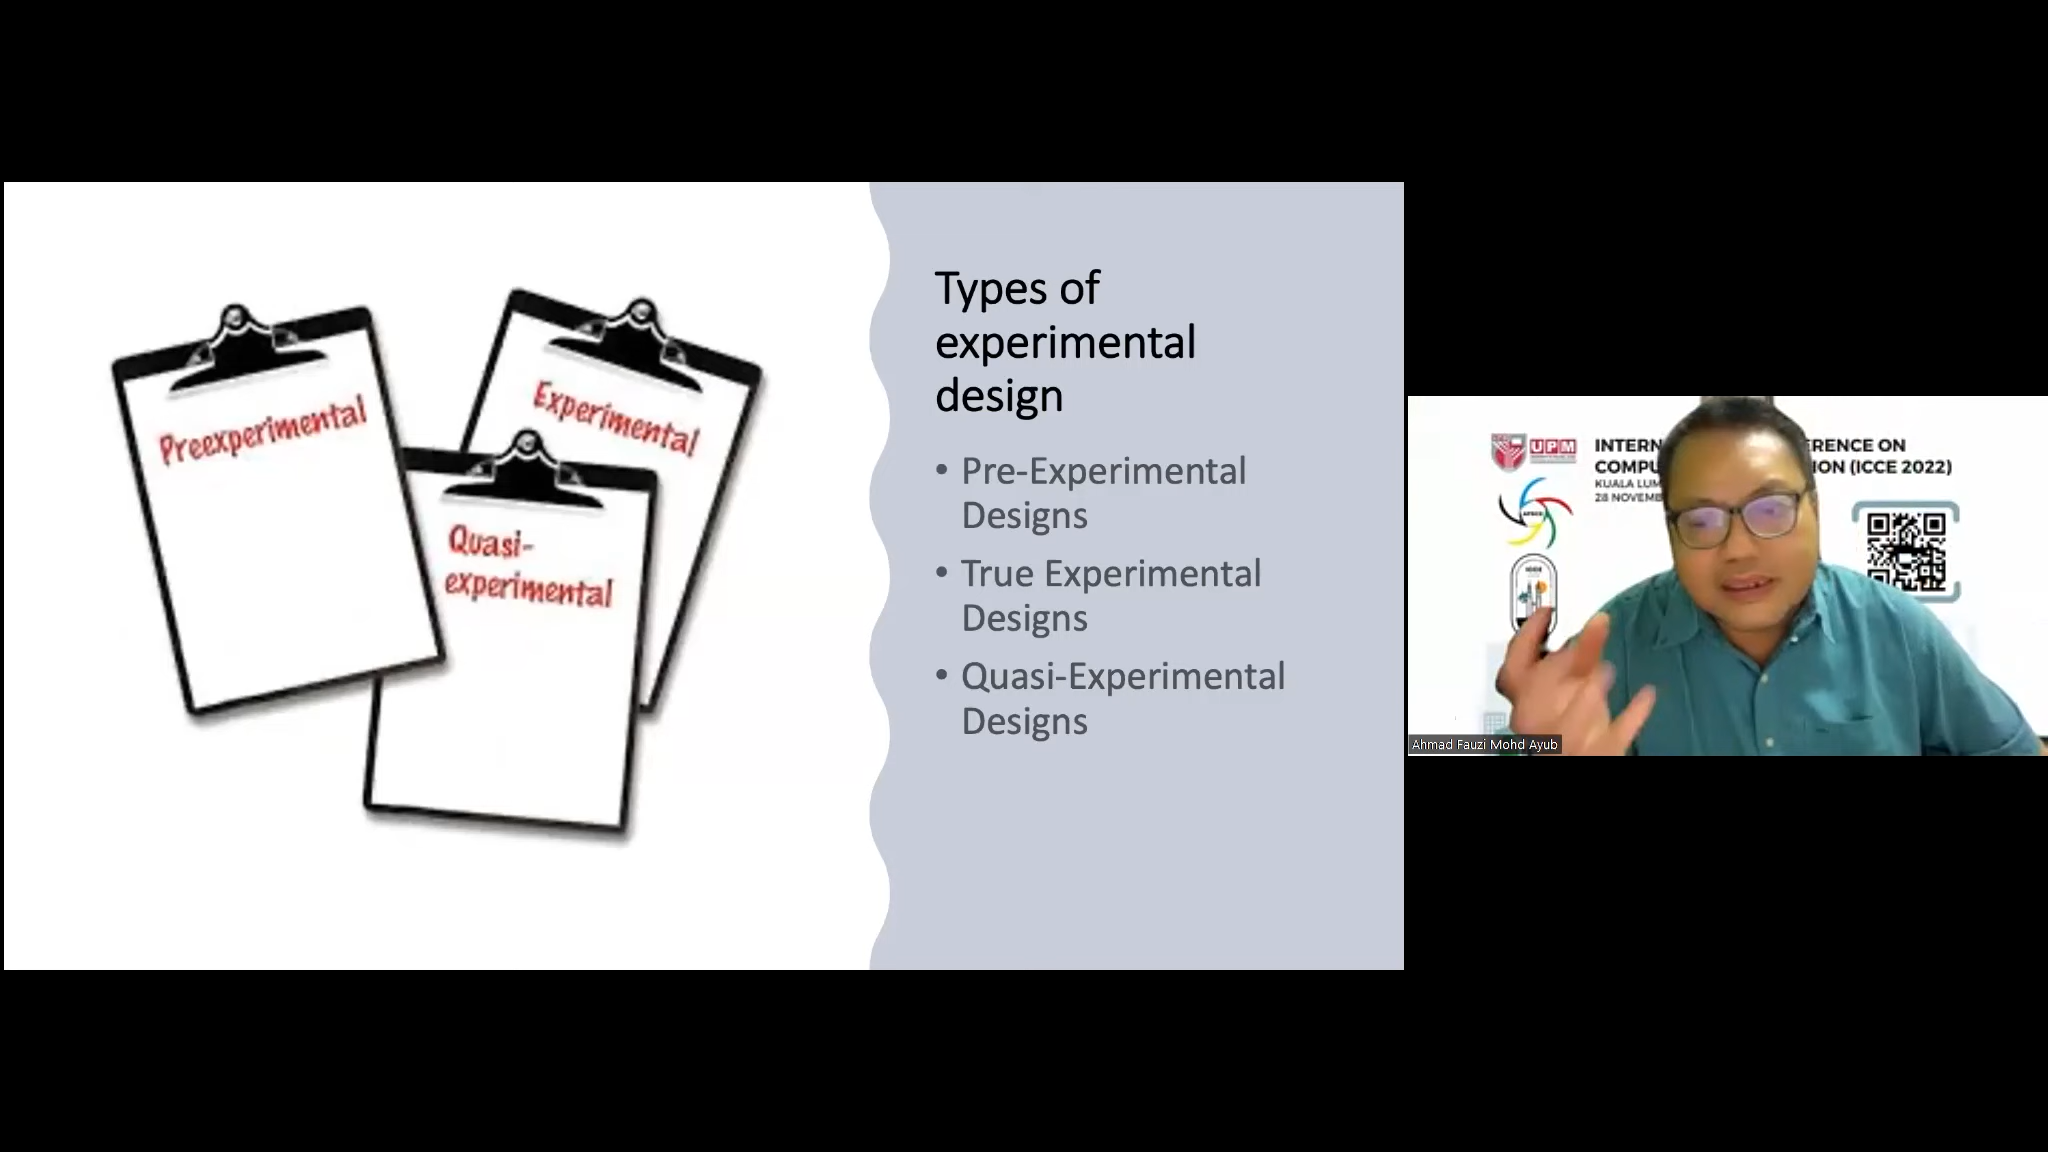 Preexperimental
Experimental
Quasi-
experimental
Types of
experimental
design
• Pre-Experimental
Designs
• True Experimental
Designs
• Quasi-Experimental
Designs
UPM
INTERN ERENCE ON
COMPU ION (ICCE 2022)
KUALA LUM
28 NOVEMB
Ahmad Fauzi Mohd Ayub